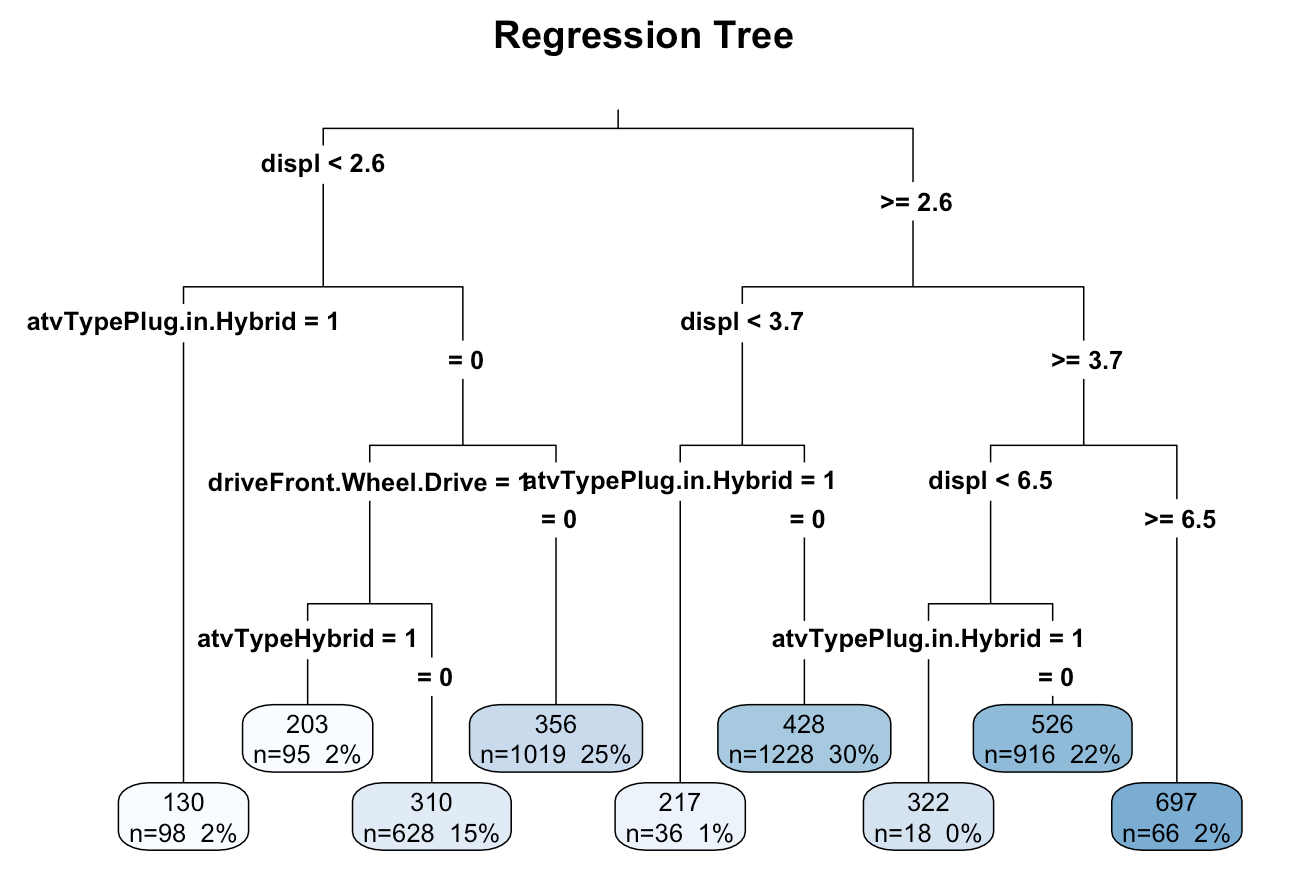 Regression Tree
displ < 2.6
>= 2.6
atvTypePlug.in.Hybrid = 1
displ < 3.7
= 0
>= 3.7
driveFront.Wheel.Drive = 1
atvTypePlug.in.Hybrid = 1
displ < 6.5
= 0
= 0
>= 6.5
atvTypeHybrid = 1
atvTypePlug.in.Hybrid = 1
= 0
= 0
203
n=95 2%
356
n=1019 25%
428
n=1228 30%
526
n=916 22%
130
n=98 2%
310
n=628 15%
217
n=36 1%
322
n=18 0%
697
n=66 2%